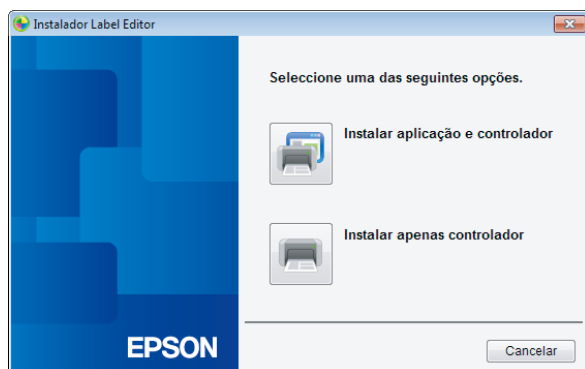 Instalador Label Editor
Seleccione uma das seguintes opções.
Instalar aplicação e controlador
Instalar apenas controlador
EPSON
Cancelar